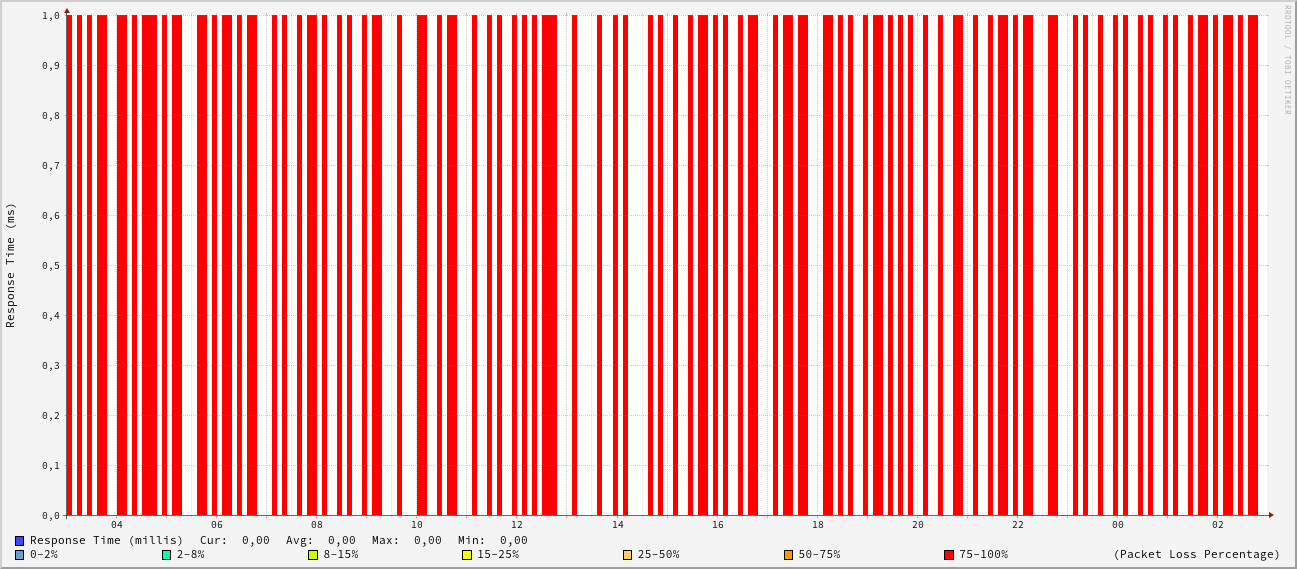 RRDTOOL / TOBI OETIKER
Response Time (ms)
1,0
0,9
0,8
0,7
0,6
0,5
0,4
0,3
0,2
0,1
0,0
04 06 08 10 12 14 16 18 20 22 00 02
Response Time (millis) Cur: 0,00 Avg: 0,00 Max: 0,00 Min: 0,00
0-2% 2-8% 8-15% 15-25% 25-50% 50-75% 75-100% (Packet Loss Percentage)